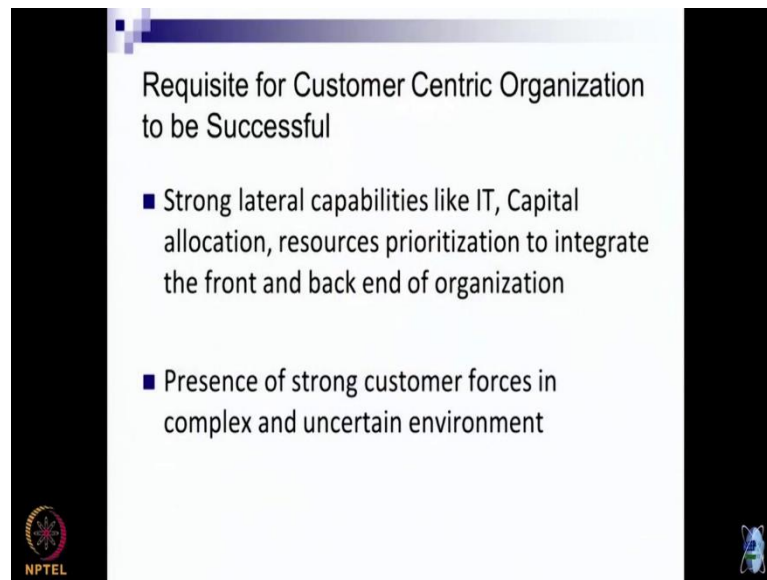 Requisite for Customer Centric Organization
to be Successful
Strong lateral capabilities like IT, Capital
allocation, resources prioritization to integrate
the front and back end of organization
Presence of strong customer forces in
complex and uncertain environment
NPTEL